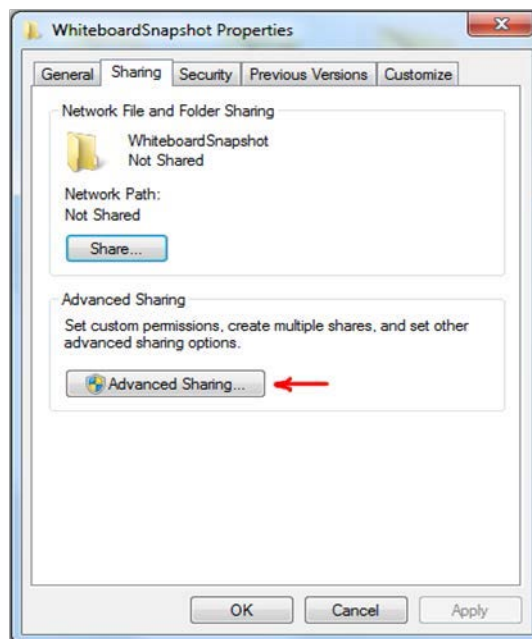 WhiteboardSnapshot Properties
General Sharing Security Previous Versions Customize
Network File and Folder Sharing
WhiteboardSnapshot
Not Shared
Network Path:
Not Shared
Share...
Advanced Sharing
Set custom permissions, create multiple shares, and set other
advanced sharing options.
Advanced Sharing...
OK Cancel Apply